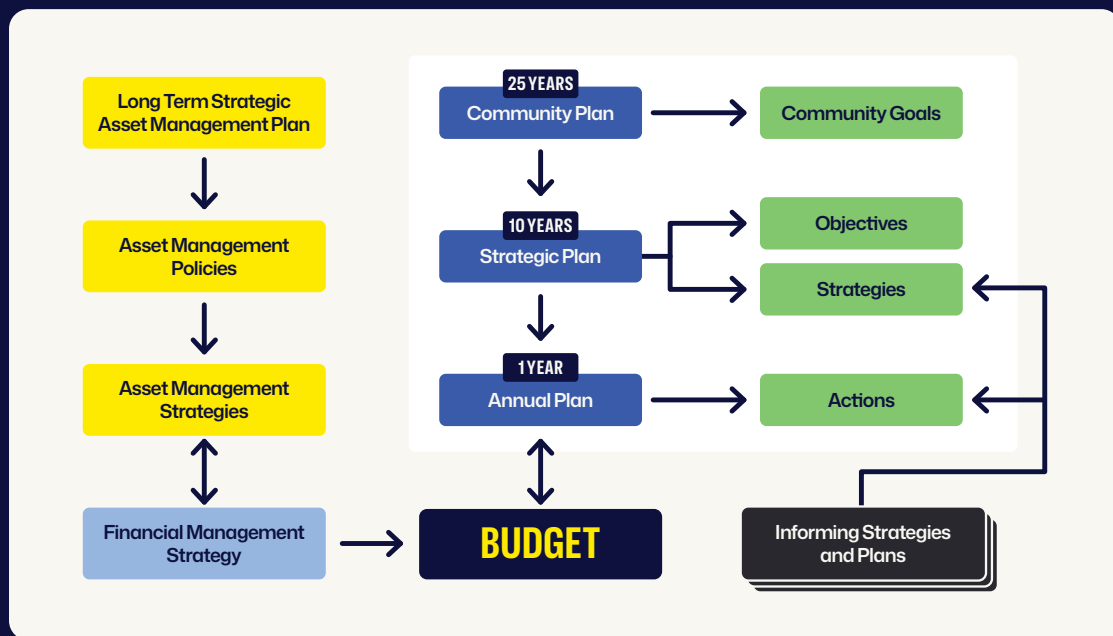 Long Term Strategic
Asset Management Plan
Asset Management
Policies
Asset Management
Strategies
Financial Management
Strategy
25 YEARS
Community Plan
Community Goals
10 YEARS
Strategic Plan
Objectives
Strategies
1 YEAR
Annual Plan
Actions
BUDGET
Informing Strategies
and Plans